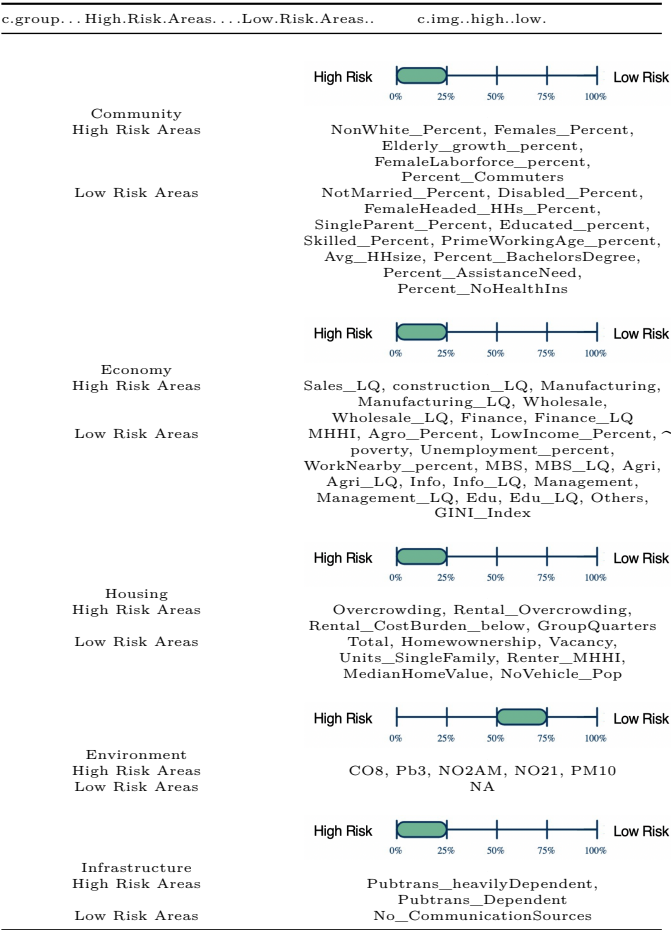 c.group... High.Risk.Areas....Low.Risk.Areas.. c.img..high..low.
High Risk Low Risk
0% 25% 50% 75% 100%
Community
High Risk Areas NonWhite_Percent, Females_Percent,
Elderly_growth_percent,
FemaleLaborforce_percent,
Percent_Commuters
Low Risk Areas NotMarried_Percent, Disabled_Percent,
FemaleHeaded_HHs_Percent,
SingleParent_Percent, Educated_percent,
Skilled_Percent, PrimeWorkingAge_percent,
Avg_HHsize, Percent_BachelorsDegree,
Percent_AssistanceNeed,
Percent_NoHealthIns
High Risk Low Risk
0% 25% 50% 75% 100%
Economy
High Risk Areas Sales_LQ, construction_LQ, Manufacturing,
Manufacturing_LQ, Wholesale,
Wholesale_LQ, Finance, Finance_LQ
Low Risk Areas MHHI, Agro_Percent, LowIncome_Percent, ~
poverty, Unemployment_percent,
WorkNearby_percent, MBS, MBS_LQ, Agri,
Agri_LQ, Info, Info_LQ, Management,
Management_LQ, Edu, Edu_LQ, Others,
GINI_Index
High Risk Low Risk
0% 25% 50% 75% 100%
Housing
High Risk Areas Overcrowding, Rental_Overcrowding,
Rental_CostBurden_below, GroupQuarters
Low Risk Areas Total, Homewownership, Vacancy,
Units_SingleFamily, Renter_MHHI,
MedianHomeValue, NoVehicle_Pop
High Risk Low Risk
0% 25% 50% 75% 100%
Environment
High Risk Areas CO8, Pb3, NO2AM, NO21, PM10
Low Risk Areas NA
High Risk Low Risk
0% 25% 50% 75% 100%
Infrastructure
High Risk Areas Pubtrans_heavilyDependent,
Pubtrans_Dependent
Low Risk Areas No_CommunicationSources